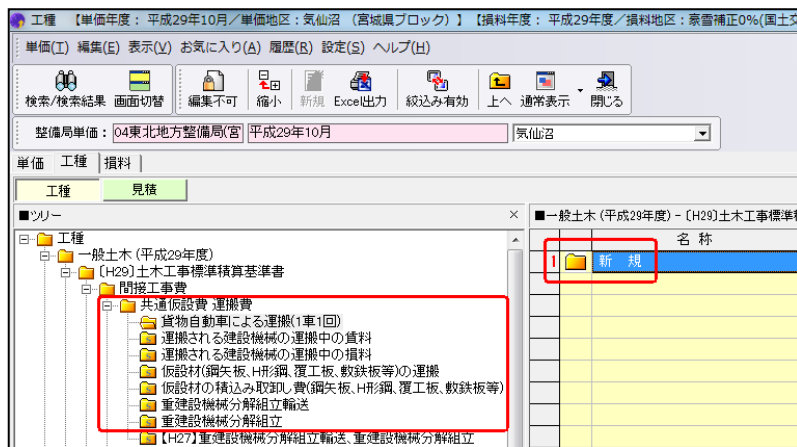 工種 【単価年度：平成29年10月／単価地区：気仙沼 （宮城県ブロック）】【損料年度：平成29年度／損料地区：豪雪補正0%(国土交
単価(T) 編集(E) 表示(V) お気に入り(A) 履歴(R) 設定(S) ヘルプ(H)
検索/検索結果 画面切替 編集不可 縮小 新規 Excel出力 絞込み有効 上へ 通常表示 閉じる
整備局単価： 04東北地方整備局(宮 平成29年10月 気仙沼
単価 工種 損料
工種 見積
■ツリー × ■一般土木(平成29年度)－〔H29〕土木工事標準積
工種 名 称
一般土木(平成29年度) 1 新 規
〔H29〕土木工事標準積算基準書
間接工事費
共通仮設費 運搬費
貨物自動車による運搬(1車1回)
運搬される建設機械の運搬中の賃料
運搬される建設機械の運搬中の損料
仮設材(鋼矢板、H形鋼、覆工板、敷鉄板等)の運搬
仮設材の積込み取卸し費(鋼矢板、H形鋼、覆工板、敷鉄板等)
重建設機械分解組立輸送
重建設機械分解組立
【H27】重建設機械分解組立輸送、重建設機械分解組立